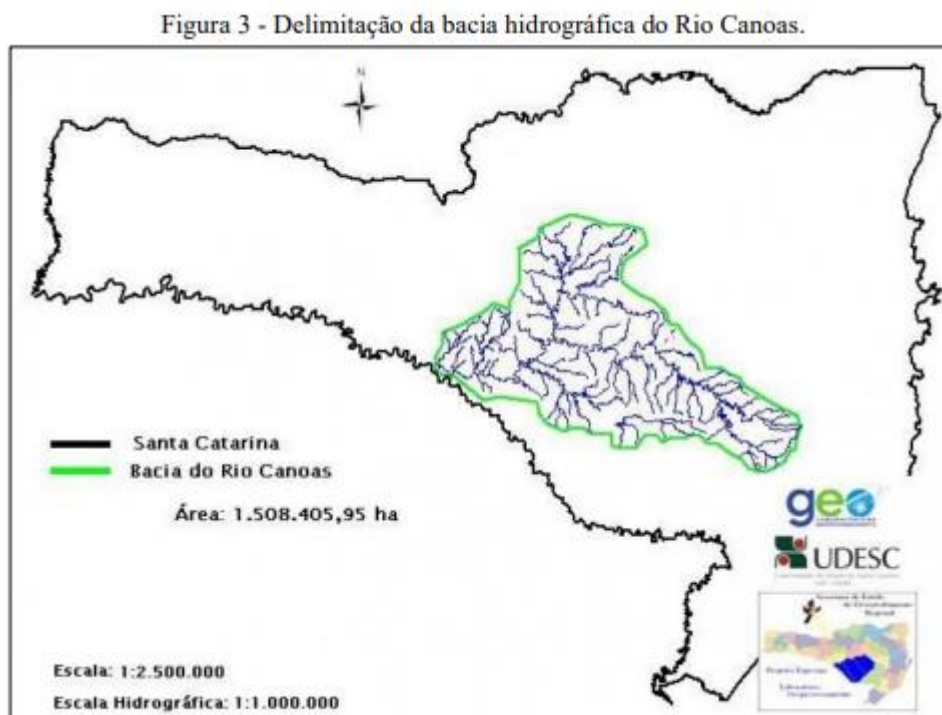 Figura 3 - Delimitação da bacia hidrográfica do Rio Canoas.
N
Santa Catarina
Bacia do Rio Canoas
Área: 1.508.405,95 ha
geo
UDESC
Escala: 1:2.500.000
Escala Hidrográfica: 1:1.000.000